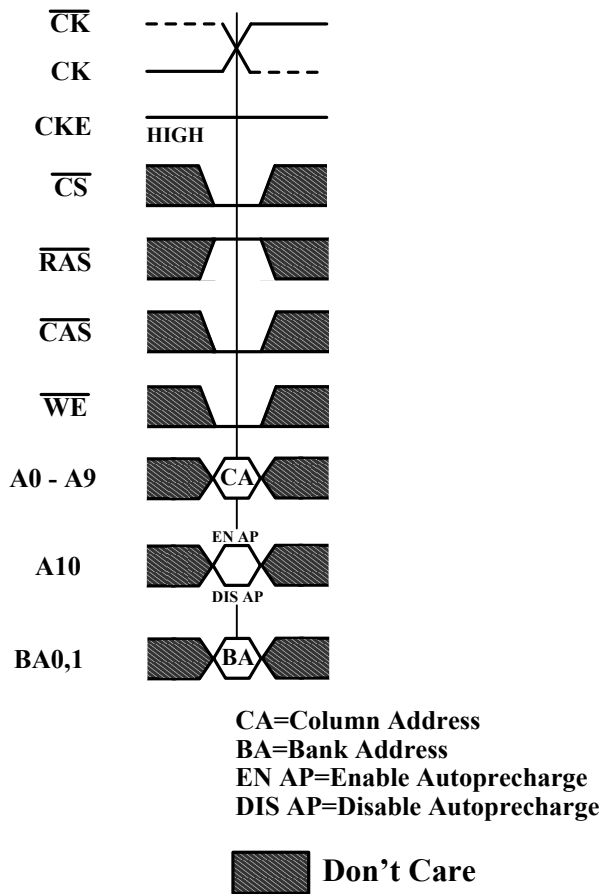 CK
CK
CKE
HIGH
CS
RAS
CAS
WE
A0 - A9
CA
EN AP
A10
DIS AP
BA0,1
BA
CA=Column Address
BA=Bank Address
EN AP=Enable Autoprecharge
DIS AP=Disable Autoprecharge
Don't Care